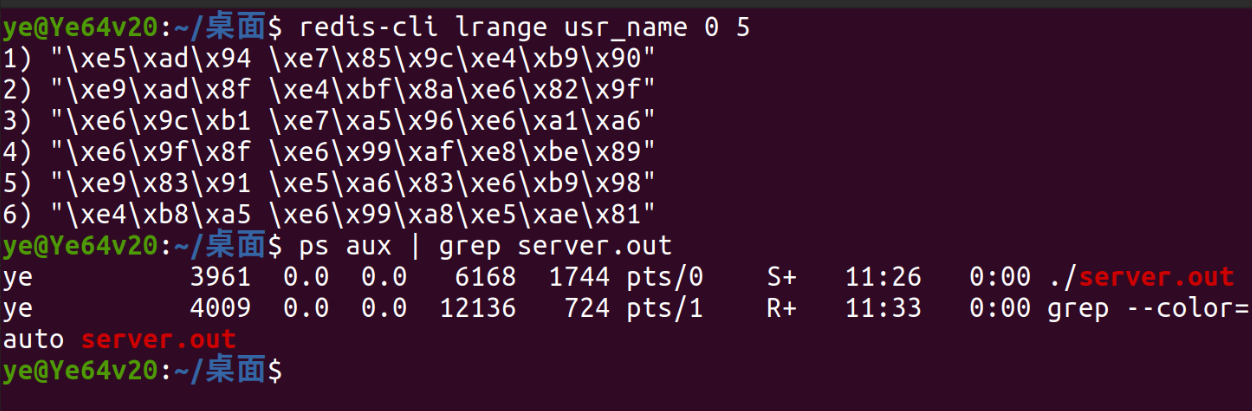 ye@Ye64v20:~/桌面$ redis-cli lrange usr_name 0 5
1) "\xe5\xad\x94 \xe7\x85\x9c\xe4\xb9\x90"
2) "\xe9\xad\x8f \xe4\xbf\x8a\xe6\x82\x9f"
3) "\xe6\x9c\xb1 \xe7\xa5\x96\xe6\xa1\xa6"
4) "\xe6\x9f\x8f \xe6\x99\xaf\xe8\xbe\x89"
5) "\xe9\x83\x91 \xe5\xa6\x83\xe6\xb9\x98"
6) "\xe4\xb8\xa5 \xe6\x99\xa8\xe5\xae\x81"
ye@Ye64v20:~/桌面$ ps aux | grep server.out
ye          3961  0.0  0.0   6168  1744 pts/0    S+   11:26   0:00 ./server.out
ye          4009  0.0  0.0  12136   724 pts/1    R+   11:33   0:00 grep --color=
auto server.out
ye@Ye64v20:~/桌面$